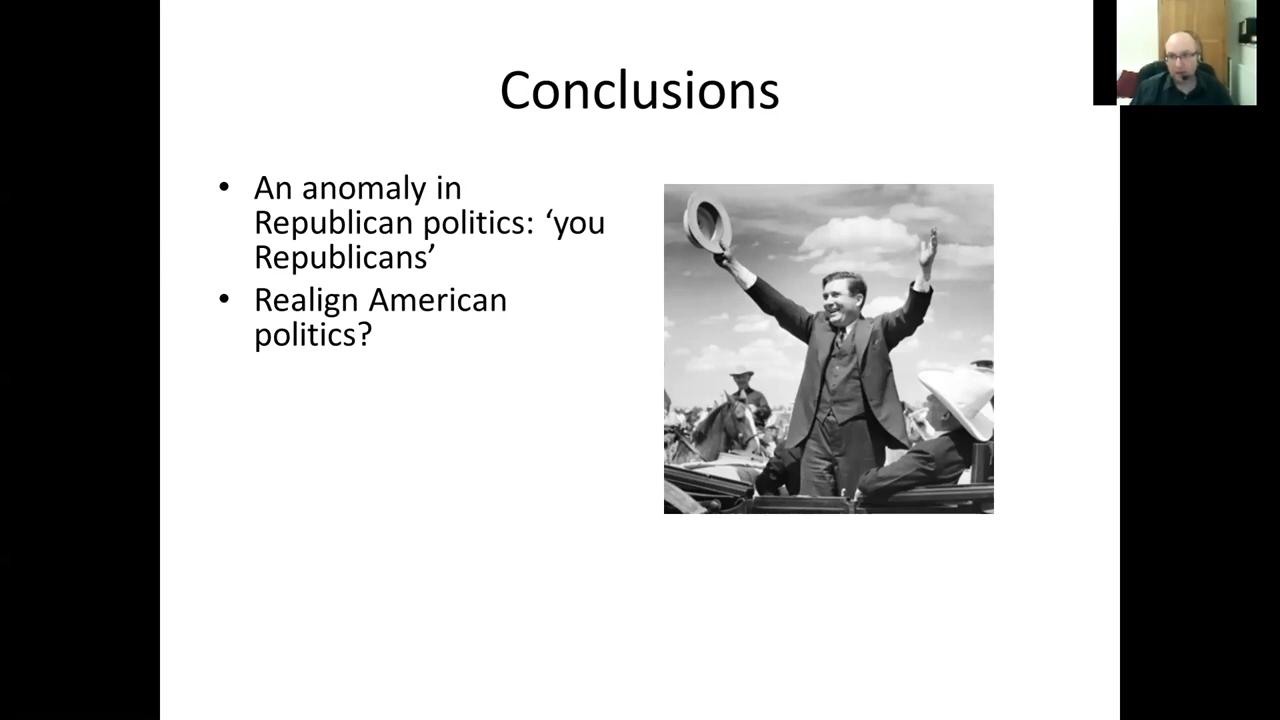 Conclusions
• An anomaly in
Republican politics: ‘you
Republicans’
• Realign American
politics?